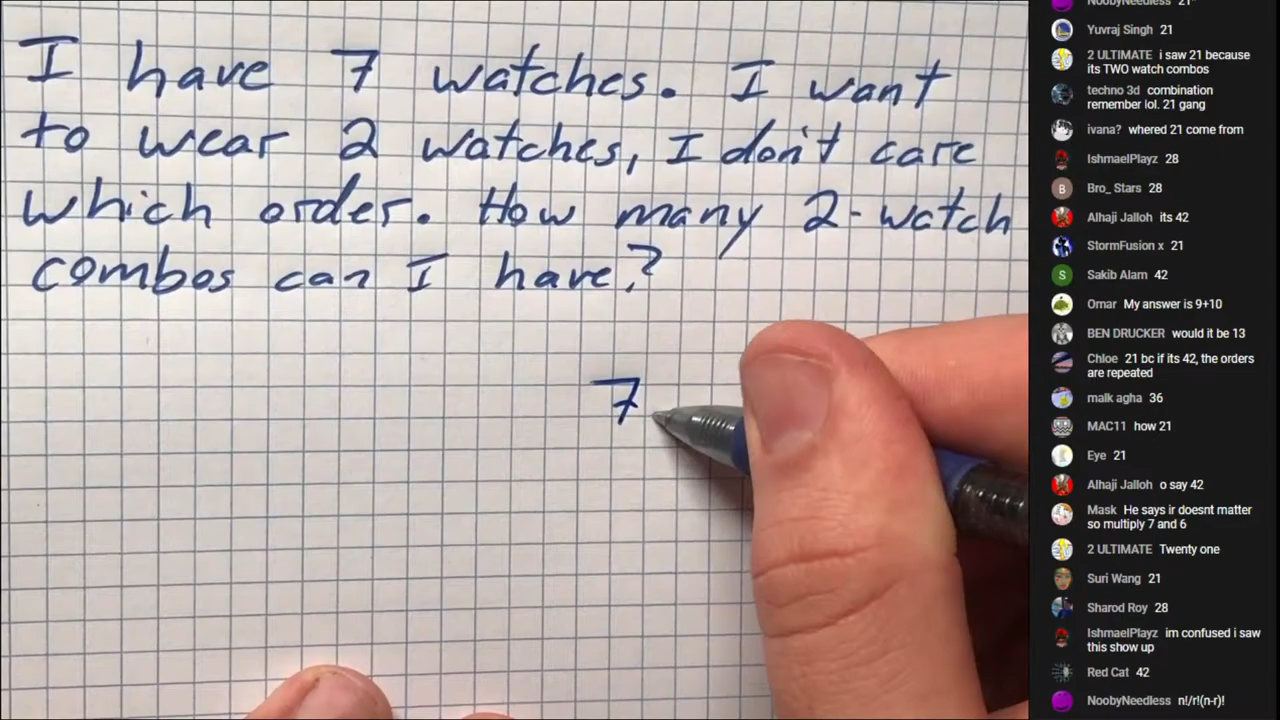 I have 7 watches. I want
to wear 2 watches, I don't care
which order. How many 2-watch
combos can I have?
7
NoobyNeedless 21*
Yuvraj Singh 21
2 ULTIMATE i saw 21 because
its TWO watch combos
techno 3d combination
remember lol. 21 gang
ivana? whered 21 come from
IshmaelPlayz 28
B
Bro_ Stars 28
Alhaji Jalloh its 42
StormFusion x 21
S
Sakib Alam 42
Omar My answer is 9+10
BEN DRUCKER would it be 13
Chloe 21 bc if its 42, the orders
are repeated
malk agha 36
MAC11 how 21
Eye 21
Alhaji Jalloh o say 42
Mask He says ir doesnt matter
so multiply 7 and 6
2 ULTIMATE Twenty one
Suri Wang 21
Sharod Roy 28
IshmaelPlayz im confused i saw
this show up
Red Cat 42
NoobyNeedless n!/r!(n-r)!